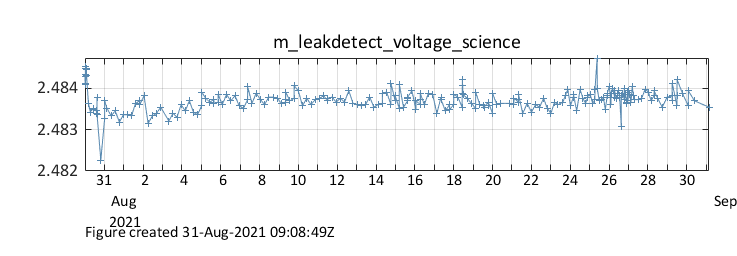 m_leakdetect_voltage_science
2.484
2.483
2.482
31 2 4 6 8 10 12 14 16 18 20 22 24 26 28 30
Aug Sep
2021
Figure created 31-Aug-2021 09:08:49Z